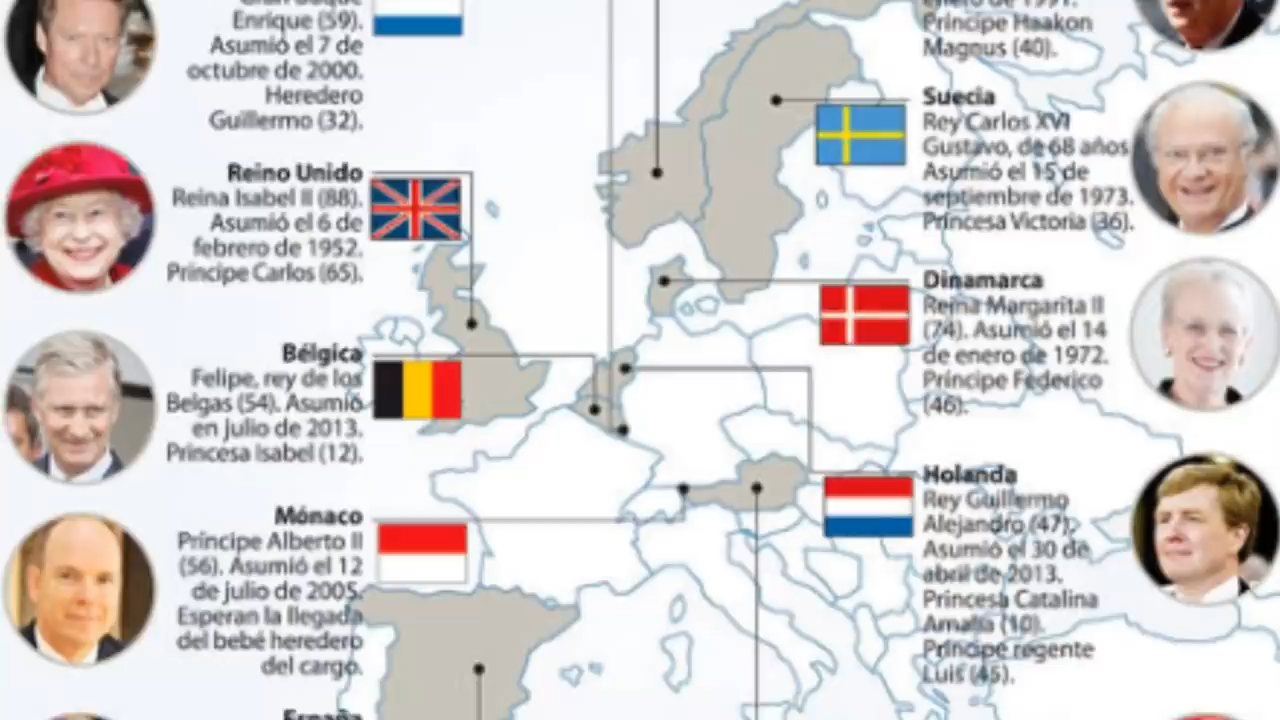 Gran Duque
Enrique (59).
Asumió el 7 de
octubre de 2000.
Heredero
Guillermo (32).
Reino Unido
Reina Isabel II (88).
Asumió el 6 de
febrero de 1952.
Príncipe Carlos (65).
Bélgica
Felipe, rey de los
Belgas (54). Asumió
en julio de 2013.
Princesa Isabel (12).
Mónaco
Príncipe Alberto II
(56). Asumió el 12
de julio de 2005.
Esperan la llegada
del bebé heredero
del cargo.
España
enero de 1991.
Príncipe Haakon
Magnus (40).
Suecia
Rey Carlos XVI
Gustavo, de 68 años
Asumió el 15 de
septiembre de 1973.
Princesa Victoria (36).
Dinamarca
Reina Margarita II
(74). Asumió el 14
de enero de 1972.
Príncipe Federico
(46).
Holanda
Rey Guillermo
Alejandro (47).
Asumió el 30 de
abril de 2013.
Princesa Catalina
Amalia (10).
Príncipe regente
Luis (45).